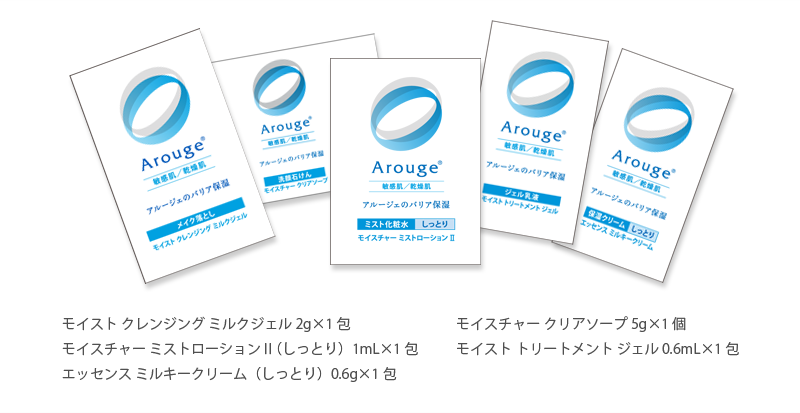 Arouge®
敏感肌／乾燥肌
アルージェのバリア保湿
メイク落とし
モイスト クレンジング ミルクジェル
Arouge®
敏感肌／乾燥肌
アルージェのバリア保湿
洗顔石けん
モイスチャー クリアソープ
Arouge®
敏感肌／乾燥肌
アルージェのバリア保湿
ミスト化粧水 しっとり
モイスチャー ミストローション II
Arouge®
敏感肌／乾燥肌
アルージェのバリア保湿
ジェル乳液
モイスト トリートメント ジェル
Arouge®
敏感肌／乾燥肌
アルージェのバリア保湿
保湿クリーム しっとり
エッセンス ミルキークリーム
モイスト クレンジング ミルクジェル 2g×1包
モイスチャー ミストローション II（しっとり）1mL×1包
エッセンス ミルキークリーム（しっとり）0.6g×1包
モイスチャー クリアソープ 5g×1個
モイスト トリートメント ジェル 0.6mL×1包